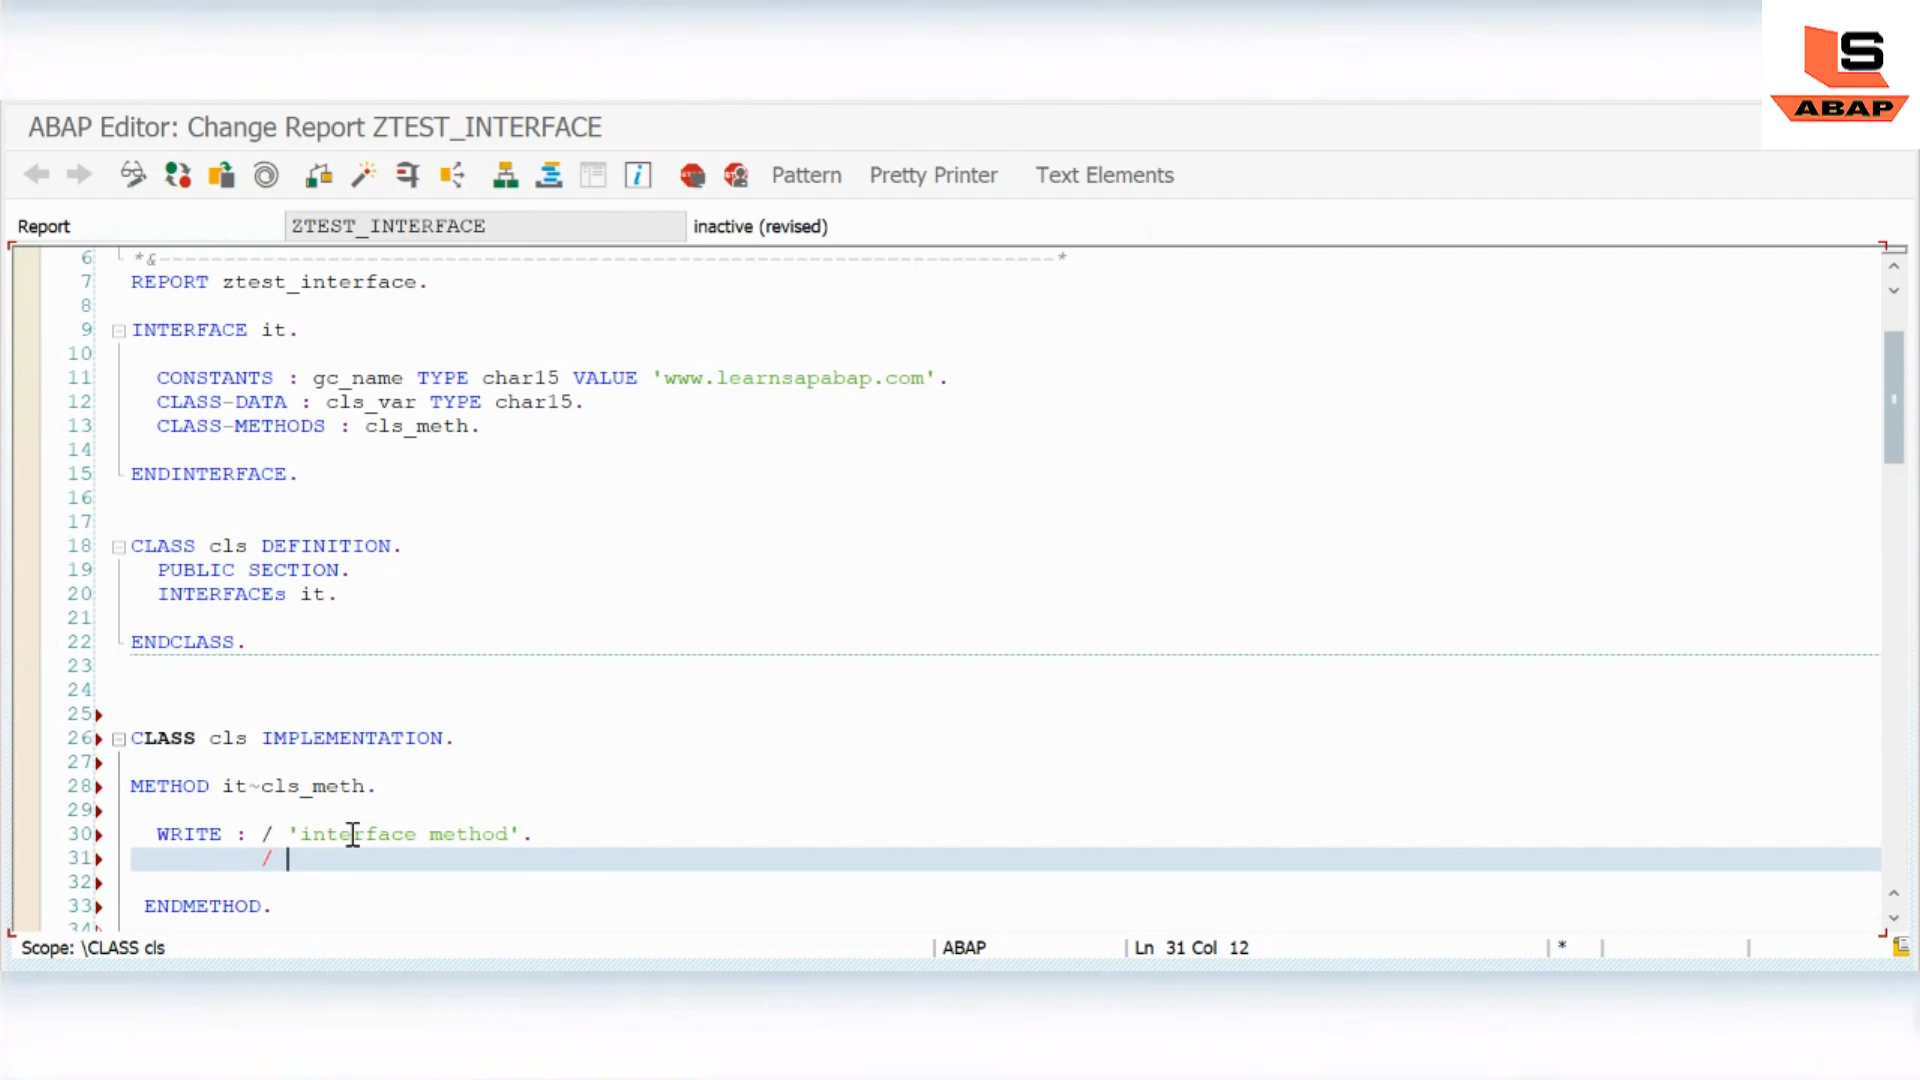 LS
ABAP
ABAP Editor: Change Report ZTEST_INTERFACE
Pattern Pretty Printer Text Elements
Report ZTEST_INTERFACE inactive (revised)
6 *&---------------------------------------------------------------------*
7 REPORT ztest_interface.
8
9 INTERFACE it.
10
11 CONSTANTS : gc_name TYPE char15 VALUE 'www.learnsapabap.com'.
12 CLASS-DATA : cls_var TYPE char15.
13 CLASS-METHODS : cls_meth.
14
15 ENDINTERFACE.
16
17
18 CLASS cls DEFINITION.
19 PUBLIC SECTION.
20 INTERFACEs it.
21
22 ENDCLASS.
23
24
25
26 CLASS cls IMPLEMENTATION.
27
28 METHOD it~cls_meth.
29
30 WRITE : / 'interface method'.
31 /
32
33 ENDMETHOD.
34
Scope: \CLASS cls ABAP Ln 31 Col 12 *